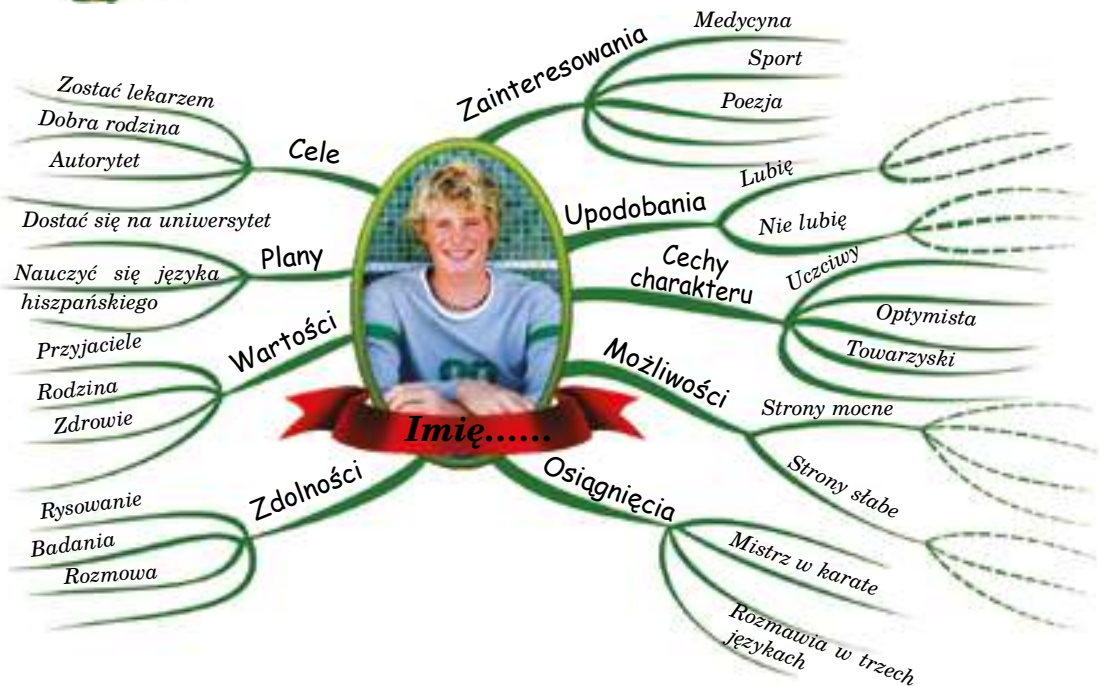 Zainteresowania
Medycyna
Sport
Poezja
Upodobania
Lubię
Nie lubię
Cechy
charakteru
Uczciwy
Optymista
Towarzyski
Możliwości
Strony mocne
Strony słabe
Osiągnięcia
Mistrz w karate
Rozmawia w trzech
językach
Cele
Zostać lekarzem
Dobra rodzina
Autorytet
Plany
Dostać się na uniwersytet
Nauczyć się języka
hiszpańskiego
Wartości
Przyjaciele
Rodzina
Zdrowie
Zdolności
Rysowanie
Badania
Rozmowa
Imię......